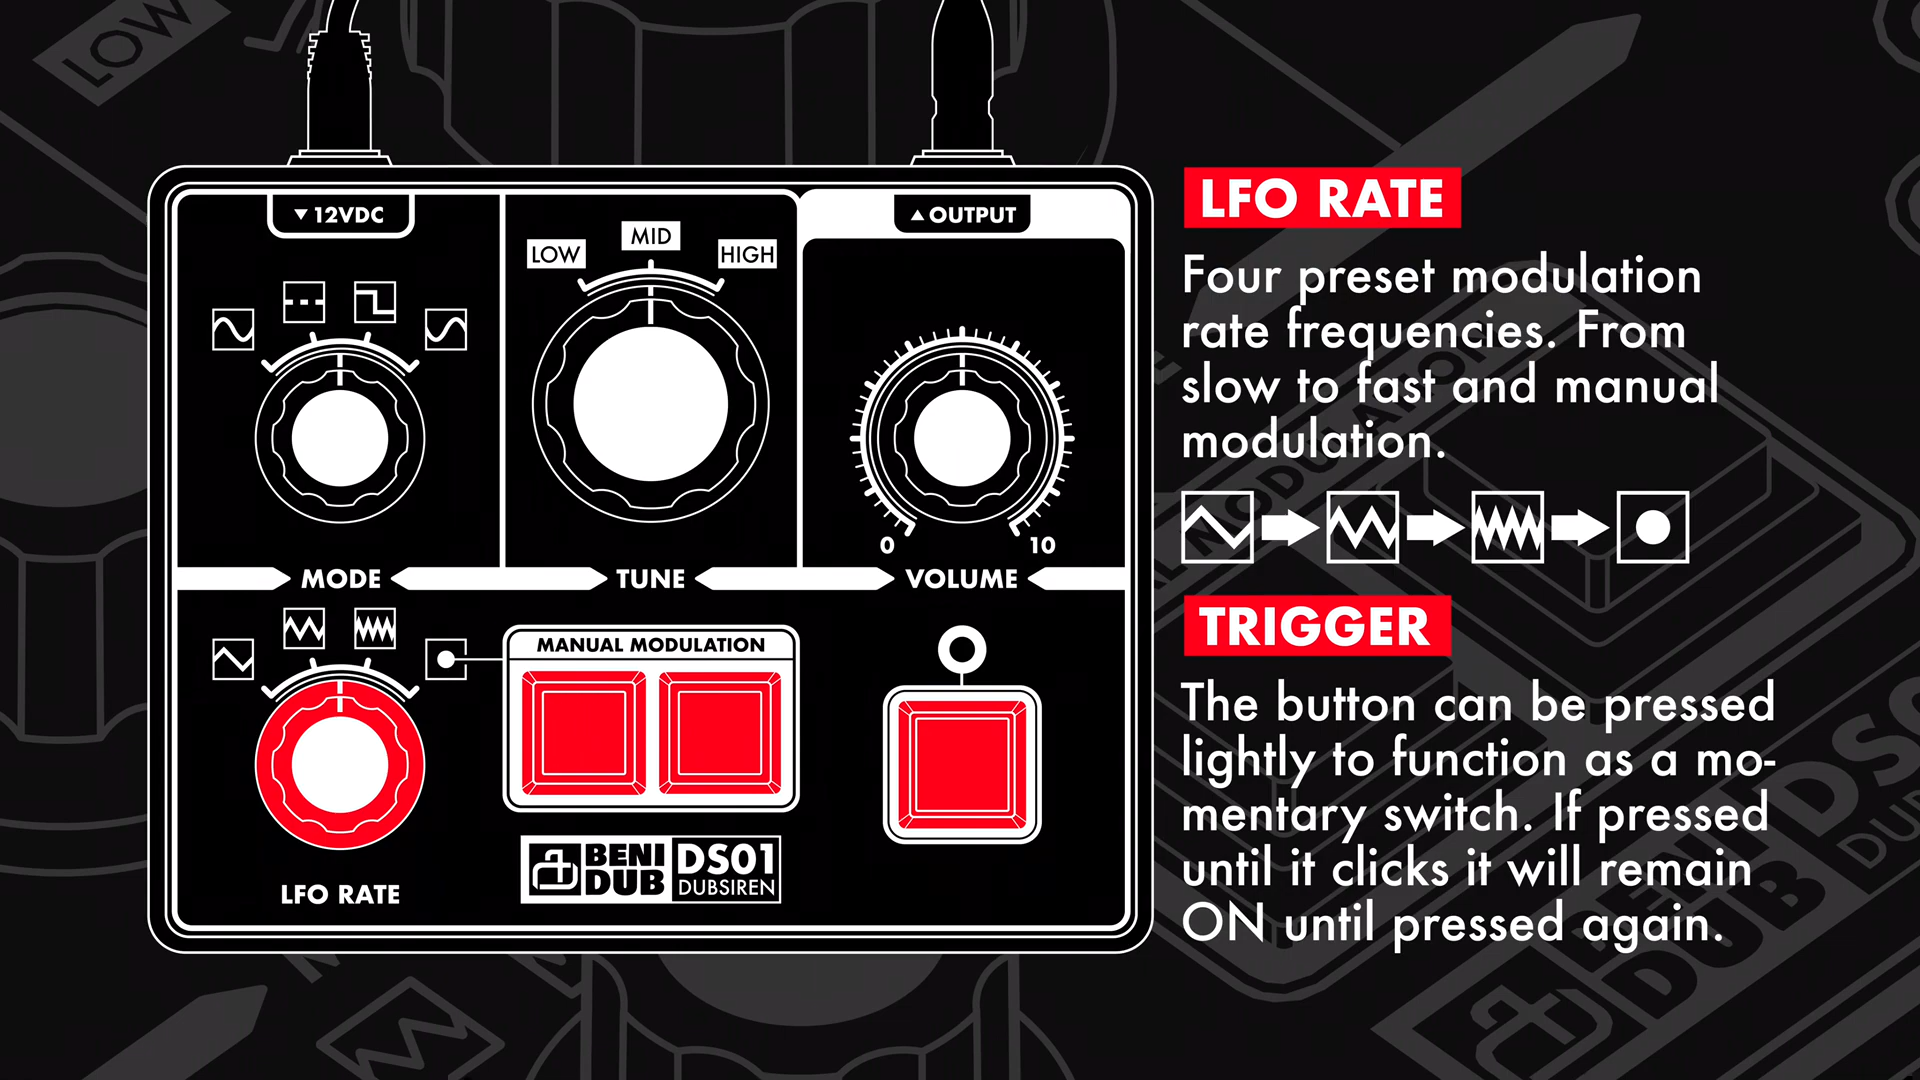 LOW
▼12VDC
▲OUTPUT
LOW
MID
HIGH
0
10
MODE
TUNE
VOLUME
MANUAL MODULATION
LFO RATE
BENI
DUB
DS01
DUBSIREN
LFO RATE
Four preset modulation
rate frequencies. From
slow to fast and manual
modulation.
TRIGGER
The button can be pressed
lightly to function as a mo-
mentary switch. If pressed
until it clicks it will remain
ON until pressed again.